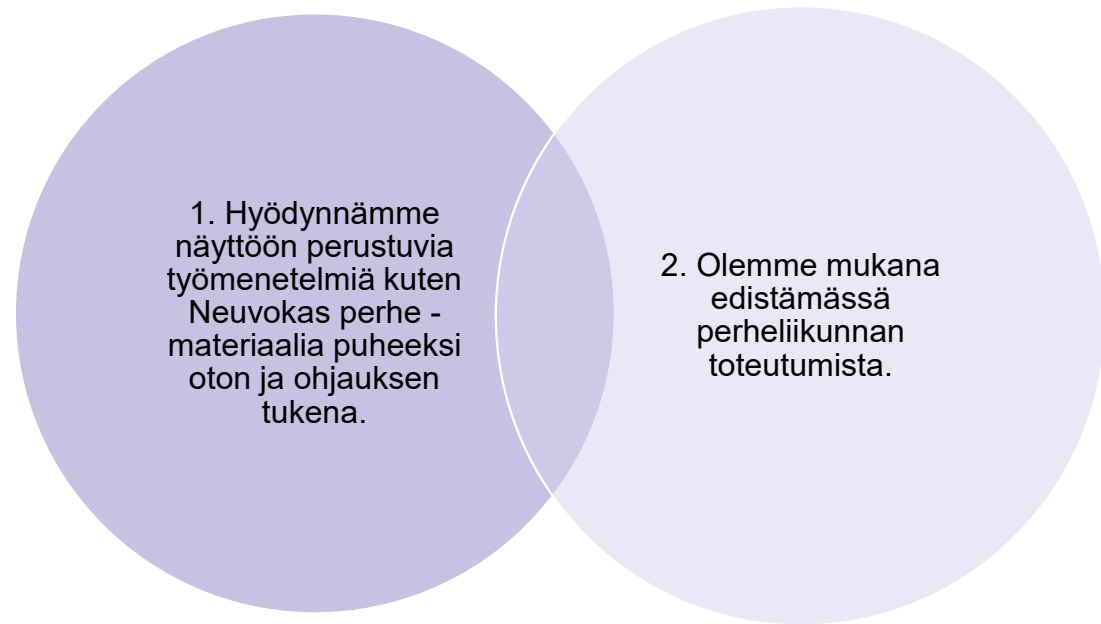 1. Hyödynnämme
näyttöön perustuvia
työmenetelmiä kuten
Neuvokas perhe -
materiaalia puheeksi
oton ja ohjauksen
tukena.
2. Olemme mukana
edistämässä
perheliikunnan
toteutumista.